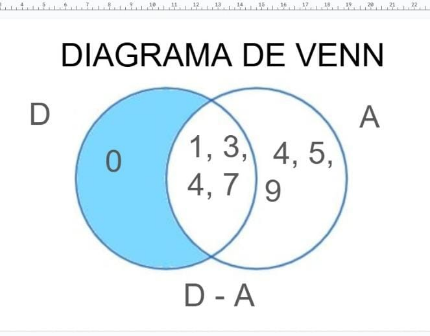 DIAGRAMA DE VENN
D
A
0
1, 3,
4, 7
4, 5,
9
D - A